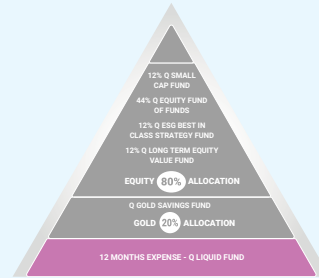 12% Q SMALL
CAP FUND
44% Q EQUITY FUND
OF FUNDS
12% Q ESG BEST IN
CLASS STRATEGY FUND
12% Q LONG TERM EQUITY
VALUE FUND
EQUITY 80% ALLOCATION
Q GOLD SAVINGS FUND
GOLD 20% ALLOCATION
12 MONTHS EXPENSE - Q LIQUID FUND